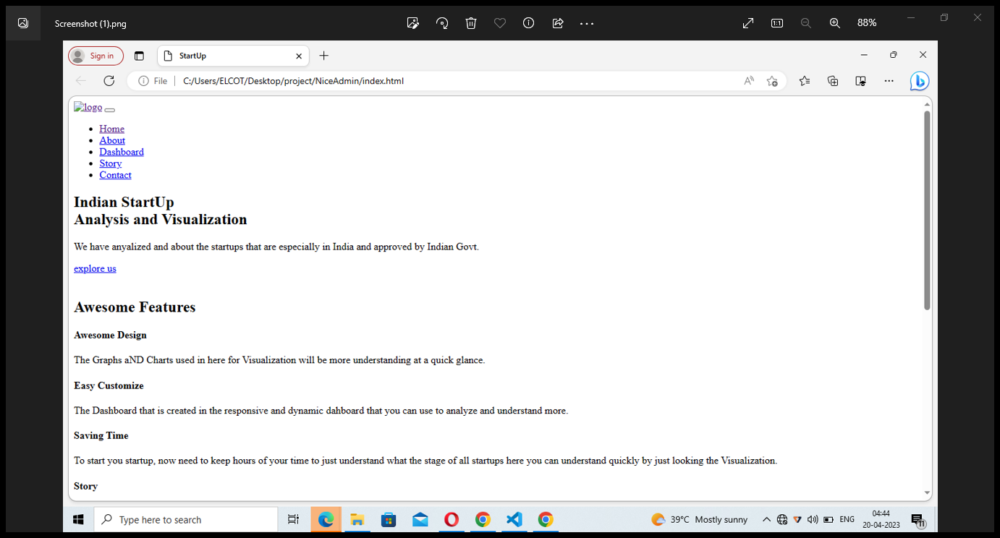 Screenshot (1).png
88%
Sign in
StartUp
File
C:/Users/ELCOT/Desktop/project/NiceAdmin/index.html
logo
Home
About
Dashboard
Story
Contact
Indian StartUp
Analysis and Visualization
We have anyalized and about the startups that are especially in India and approved by Indian Govt.
explore us
Awesome Features
Awesome Design
The Graphs aND Charts used in here for Visualization will be more understanding at a quick glance.
Easy Customize
The Dashboard that is created in the responsive and dynamic dahboard that you can use to analyze and understand more.
Saving Time
To start you startup, now need to keep hours of your time to just understand what the stage of all startups here you can understand quickly by just looking the Visualization.
Story
Type here to search
39°C Mostly sunny
ENG
04:44
20-04-2023
11